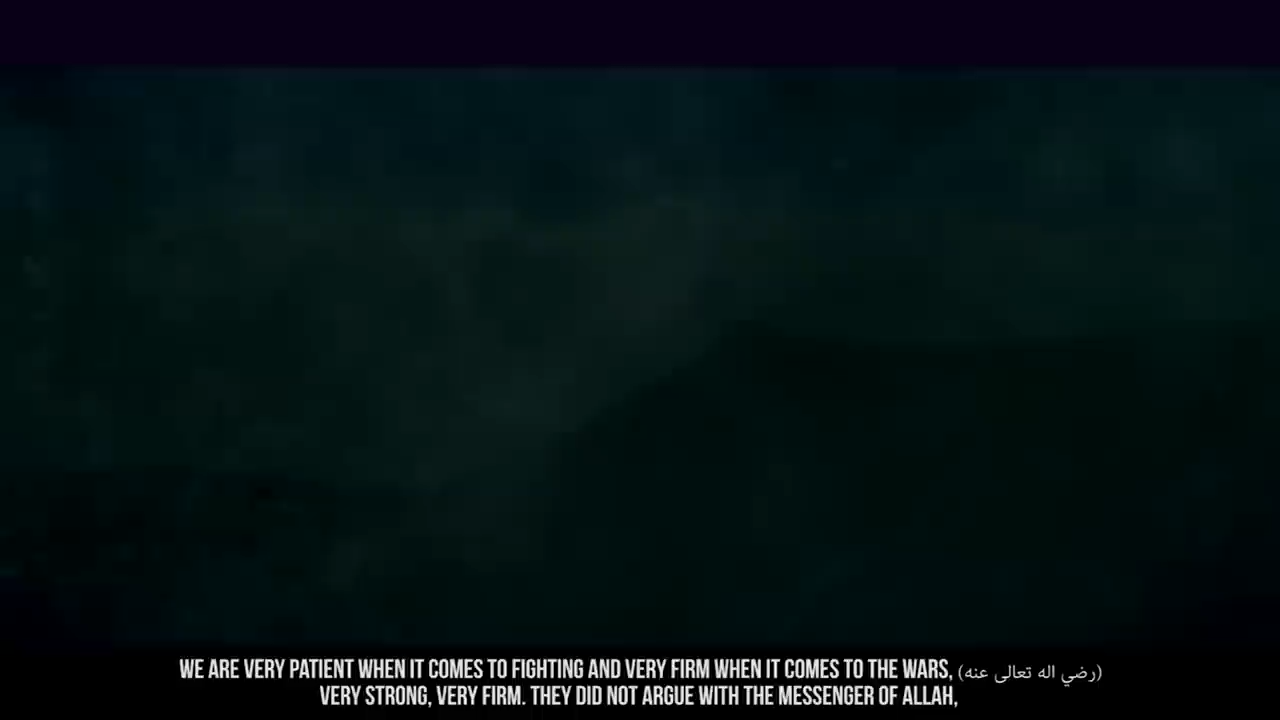 WE ARE VERY PATIENT WHEN IT COMES TO FIGHTING AND VERY FIRM WHEN IT COMES TO THE WARS, (رضي اله تعالى عنه)
VERY STRONG, VERY FIRM. THEY DID NOT ARGUE WITH THE MESSENGER OF ALLAH,